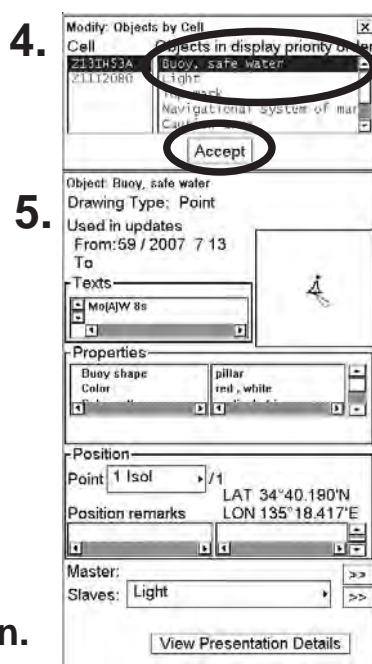 4.
Modify: Objects by Cell X
Cell Objects in display priority order
Z13IH53A Buoy, safe water
Z1112080 Light
mark
Navigational system of mar
Caution
Accept
5.
Object: Buoy, safe water
Drawing Type: Point
Used in updates
From: 59 / 2007 7 13
To
Texts
Mo(A)W 8s
Properties
Buoy shape pillar
Color red , white
Position
Point 1 Isol /1
LAT 34°40.190'N
Position remarks LON 135°18.417'E
Master: >>
Slaves: Light >>
n.
View Presentation Details